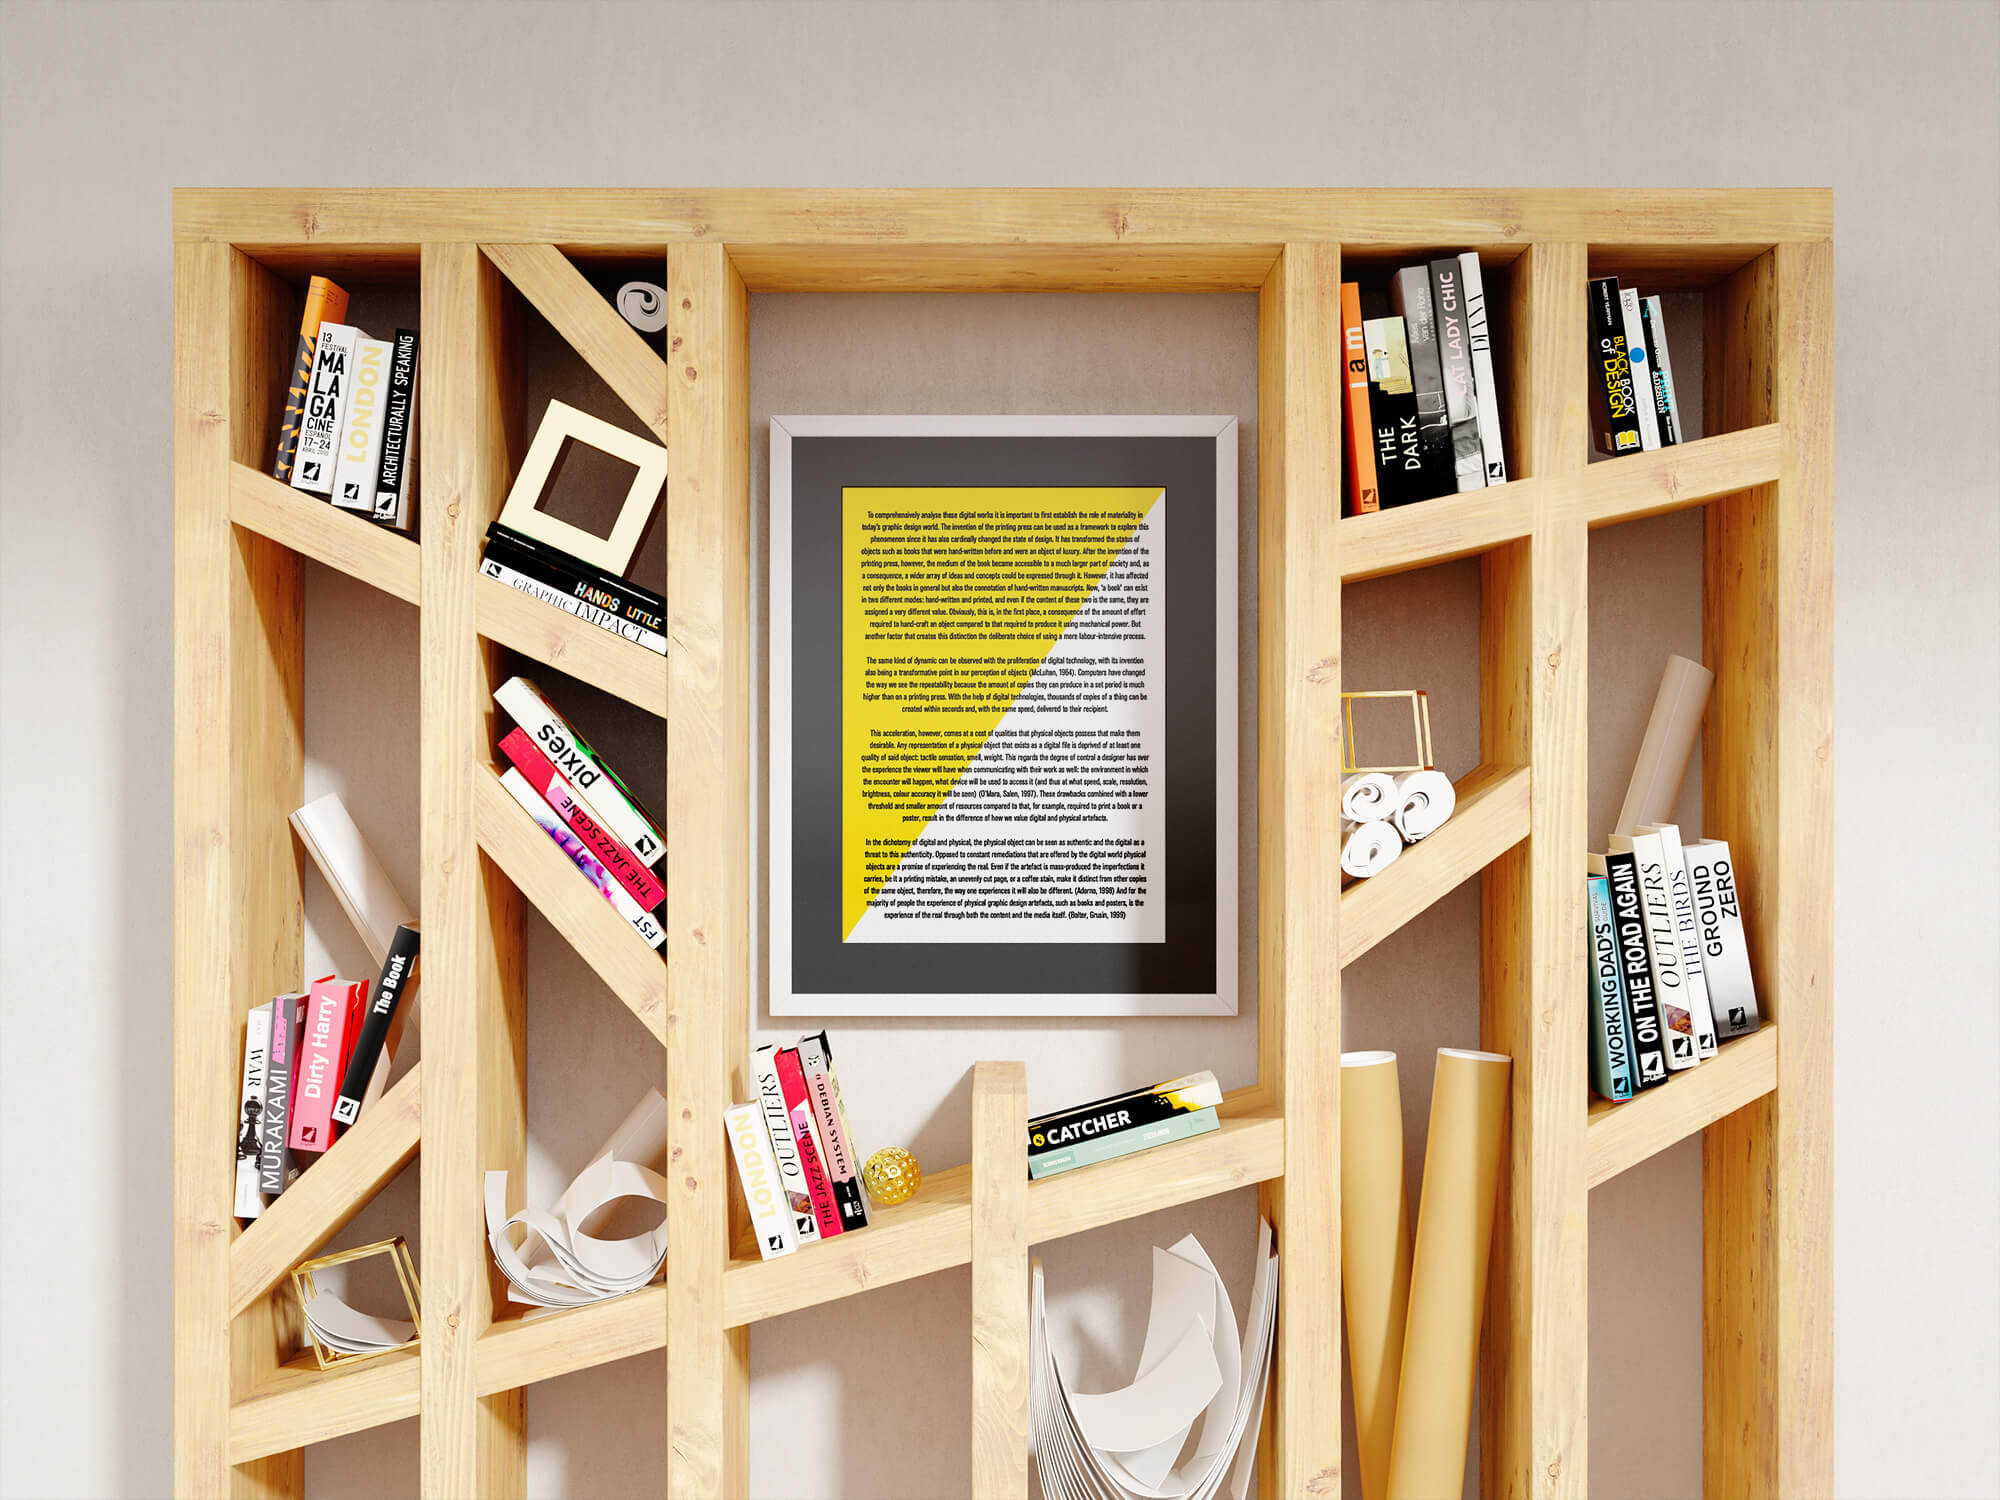 13
FESTIVAL
MÁ
LA
GA
CINE
ESPAÑOL
17–24
ABRIL 2010
LONDON
ARCHITECTURALLY SPEAKING
HANDS LITTLE
GRAPHIC IMPACT
pixies
THE JAZZ SCENE
FST
WAR
MURAKAMI
Dirty Harry
The Book
To comprehensively analyse these digital works it is important to first establish the role of materiality in
today's graphic design world. The invention of the printing press can be used as a framework to explore this
phenomenon since it has also cardinally changed the state of design. It has transformed the status of
objects such as books that were hand-written before and were an object of luxury. After the invention of the
printing press, however, the medium of the book became accessible to a much larger part of society and, as
a consequence, a wider array of ideas and concepts could be expressed through it. However, it has affected
not only the books in general but also the connotation of hand-written manuscripts. Now, 'a book' can exist
in two different modes: hand-written and printed, and even if the content of these two is the same, they are
assigned a very different value. Obviously, this is, in the first place, a consequence of the amount of effort
required to hand-craft an object compared to that required to produce it using mechanical power. But
another factor that creates this distinction the deliberate choice of using a more labour-intensive process.
The same kind of dynamic can be observed with the proliferation of digital technology, with its invention
also being a transformative point in our perception of objects (McLuhan, 1964). Computers have changed
the way we see the repeatability because the amount of copies they can produce in a set period is much
higher than on a printing press. With the help of digital technologies, thousands of copies of a thing can be
created within seconds and, with the same speed, delivered to their recipient.
This acceleration, however, comes at a cost of qualities that physical objects possess that make them
desirable. Any representation of a physical object that exists as a digital file is deprived of at least one
quality of said object: tactile sensation, smell, weight. This regards the degree of control a designer has over
the experience the viewer will have when communicating with their work as well: the environment in which
the encounter will happen, what device will be used to access it (and thus at what speed, scale, resolution,
brightness, colour accuracy it will be seen) (O'Mara, Salen, 1997). These drawbacks combined with a lower
threshold and smaller amount of resources compared to that, for example, required to print a book or a
poster, result in the difference of how we value digital and physical artefacts.
In the dichotomy of digital and physical, the physical object can be seen as authentic and the digital as a
threat to this authenticity. Opposed to constant remediations that are offered by the digital world physical
objects are a promise of experiencing the real. Even if the artefact is mass-produced the imperfections it
carries, be it a printing mistake, an unevenly cut page, or a coffee stain, make it distinct from other copies
of the same object, therefore, the way one experiences it will also be different. (Adorno, 1998) And for the
majority of people the experience of physical graphic design artefacts, such as books and posters, is the
experience of the real through both the content and the media itself. (Bolter, Grusin, 1999)
LONDON
OUTLIERS
THE JAZZ SCENE
DEBIAN SYSTEM
CATCHER
I am
THE
DARK
Mies
van der Rohe
CAT LADY CHIC
DIANA
BLACK BOOK
OF DESIGN
WORKING DAD'S
SURVIVAL
GUIDE
ON THE ROAD AGAIN
OUTLIERS
THE BIRDS
GROUND
ZERO